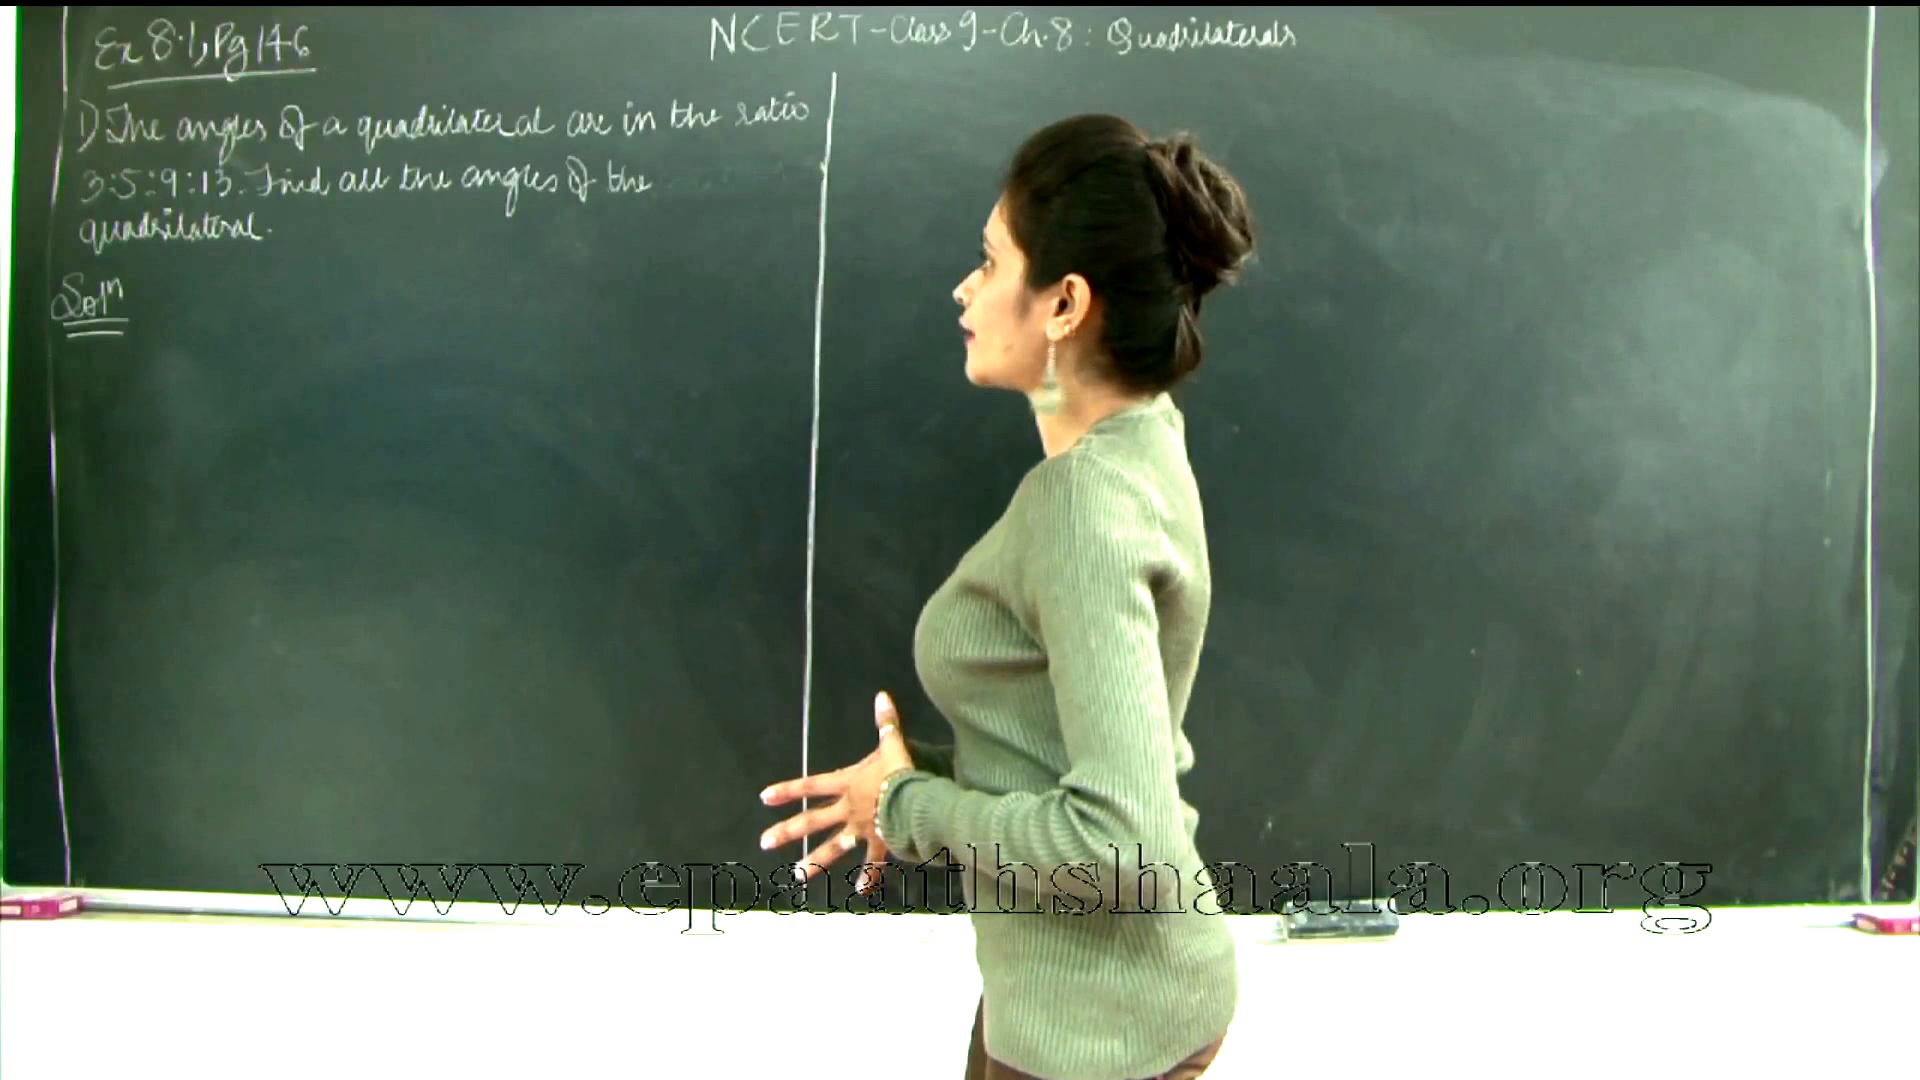 NCERT-Class 9-Ch.8: Quadrilaterals
Ex 8.1, Pg 146
1) The angles of a quadrilateral are in the ratio
3:5:9:13. Find all the angles of the
quadrilateral.
Solⁿ
www.epaathshaala.org